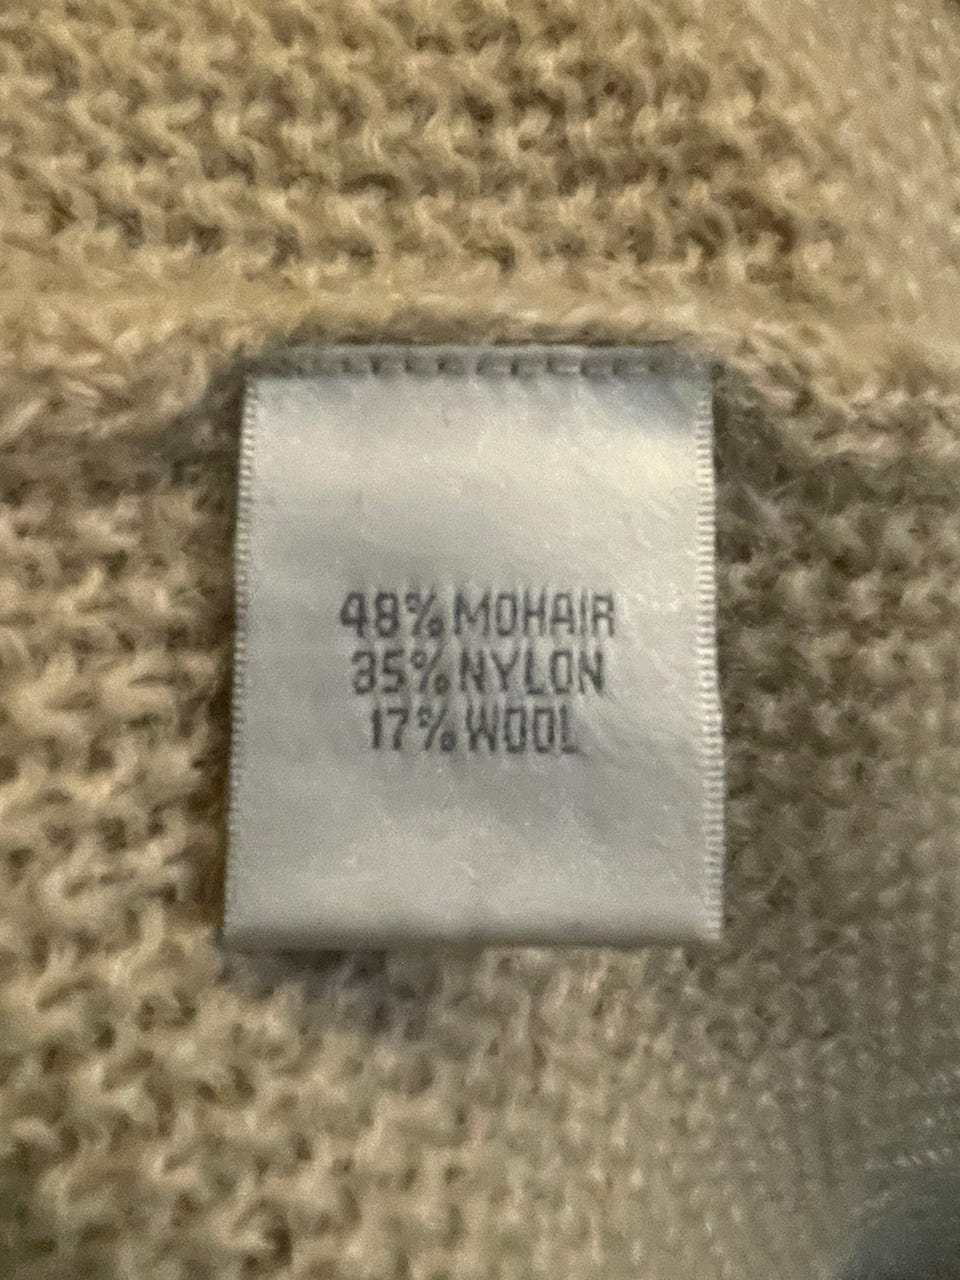 48% MOHAIR
35% NYLON
17% WOOL